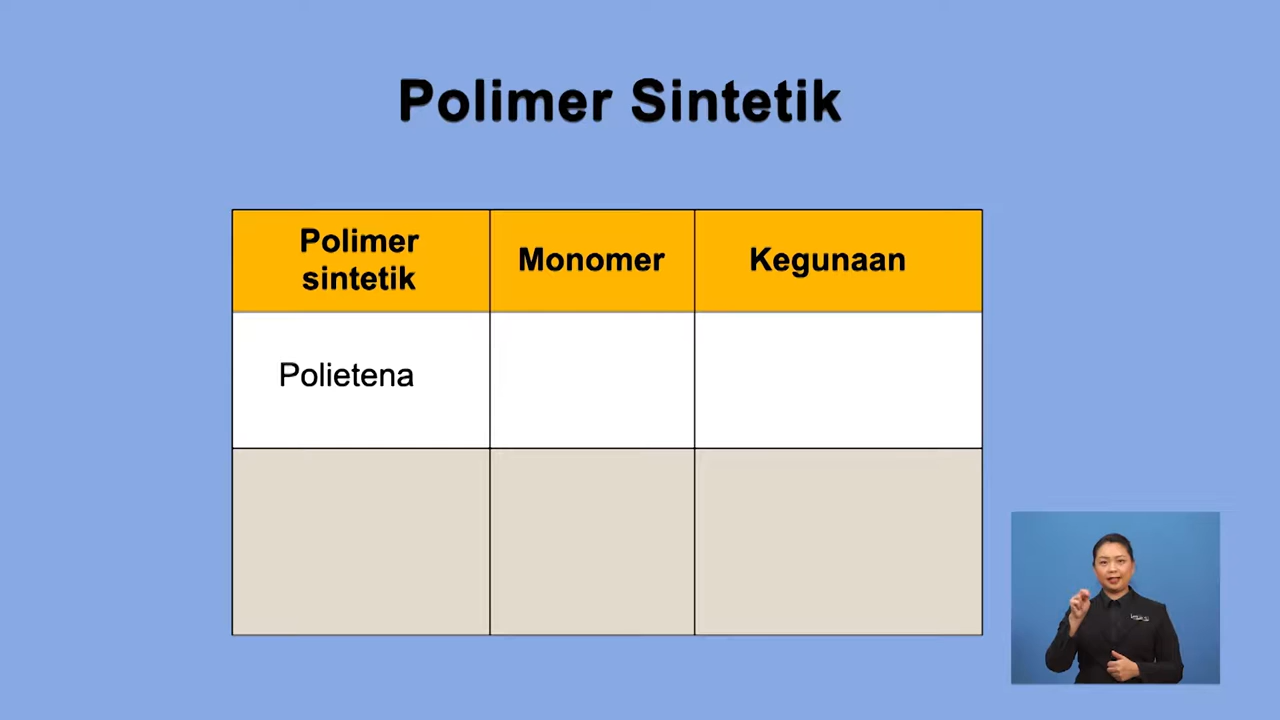 Polimer Sintetik
Polimer
sintetik
Monomer
Kegunaan
Polietena